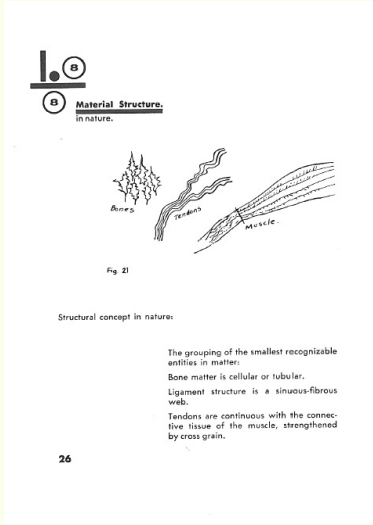 I. 8
8 Material Structure.
in nature.
Bones
Tendons
Muscle.
Fig. 21
Structural concept in nature:
The grouping of the smallest recognizable
entities in matter:
Bone matter is cellular or tubular.
Ligament structure is a sinuous-fibrous
web.
Tendons are continuous with the connec-
tive tissue of the muscle, strengthened
by cross grain.
26